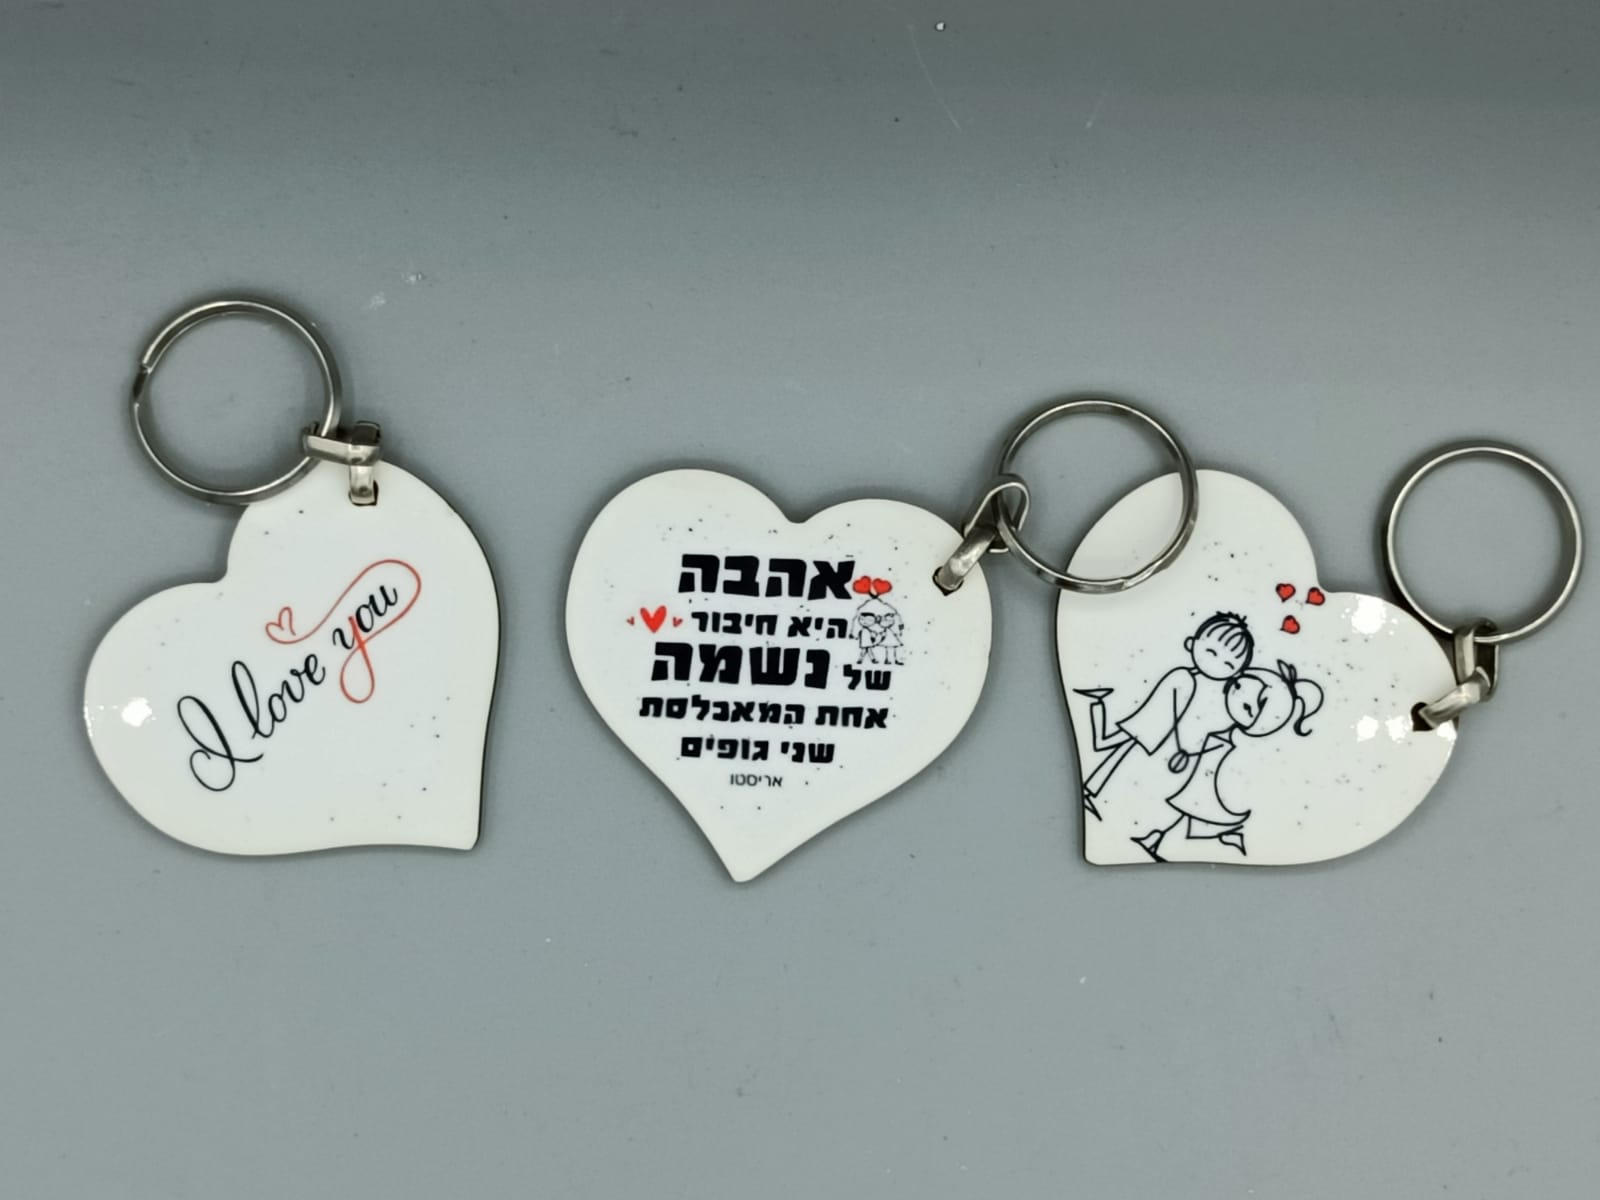 I love you
אהבה
היא חיבור
של נשמה
אחת המאכלסת
שני גופים
אריסטו